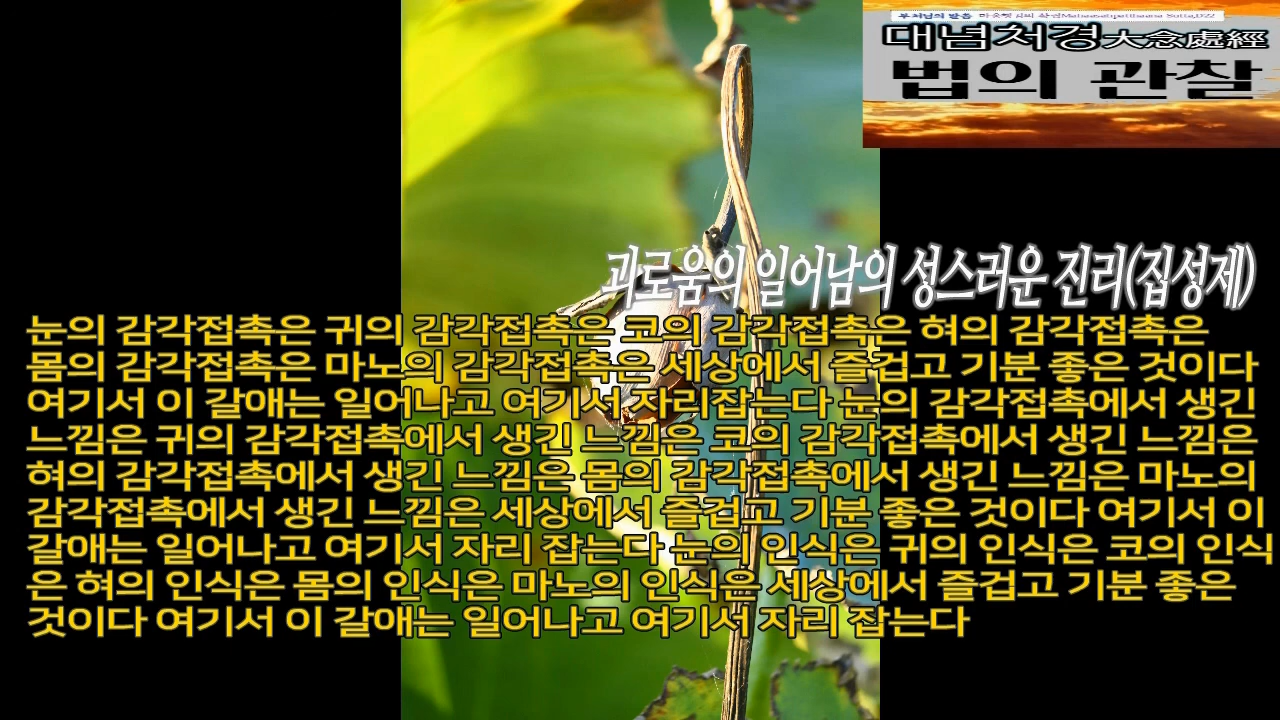 부처님의 말씀
대념처경大念處經
법의 관찰
괴로움의 일어남의 성스러운 진리(집성제)
눈의 감각접촉은 귀의 감각접촉은 코의 감각접촉은 혀의 감각접촉은
몸의 감각접촉은 마노의 감각접촉은 세상에서 즐겁고 기분 좋은 것이다
여기서 이 갈애는 일어나고 여기서 자리잡는다 눈의 감각접촉에서 생긴
느낌은 귀의 감각접촉에서 생긴 느낌은 코의 감각접촉에서 생긴 느낌은
혀의 감각접촉에서 생긴 느낌은 몸의 감각접촉에서 생긴 느낌은 마노의
감각접촉에서 생긴 느낌은 세상에서 즐겁고 기분 좋은 것이다 여기서 이
갈애는 일어나고 여기서 자리 잡는다 눈의 인식은 귀의 인식은 코의 인식
은 혀의 인식은 몸의 인식은 마노의 인식은 세상에서 즐겁고 기분 좋은
것이다 여기서 이 갈애는 일어나고 여기서 자리 잡는다